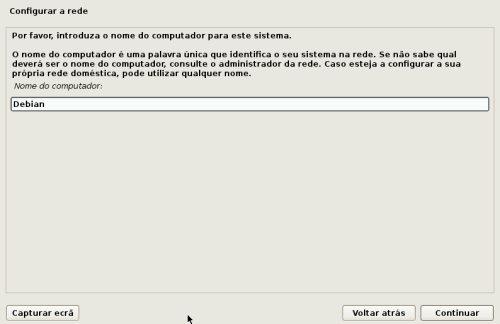 Configurar a rede
Por favor, introduza o nome do computador para este sistema.
O nome do computador é uma palavra única que identifica o seu sistema na rede. Se não sabe qual
deverá ser o nome do computador, consulte o administrador da rede. Caso esteja a configurar a sua
própria rede doméstica, pode utilizar qualquer nome.
Nome do computador:
Debian
Capturar ecrã
Voltar atrás
Continuar